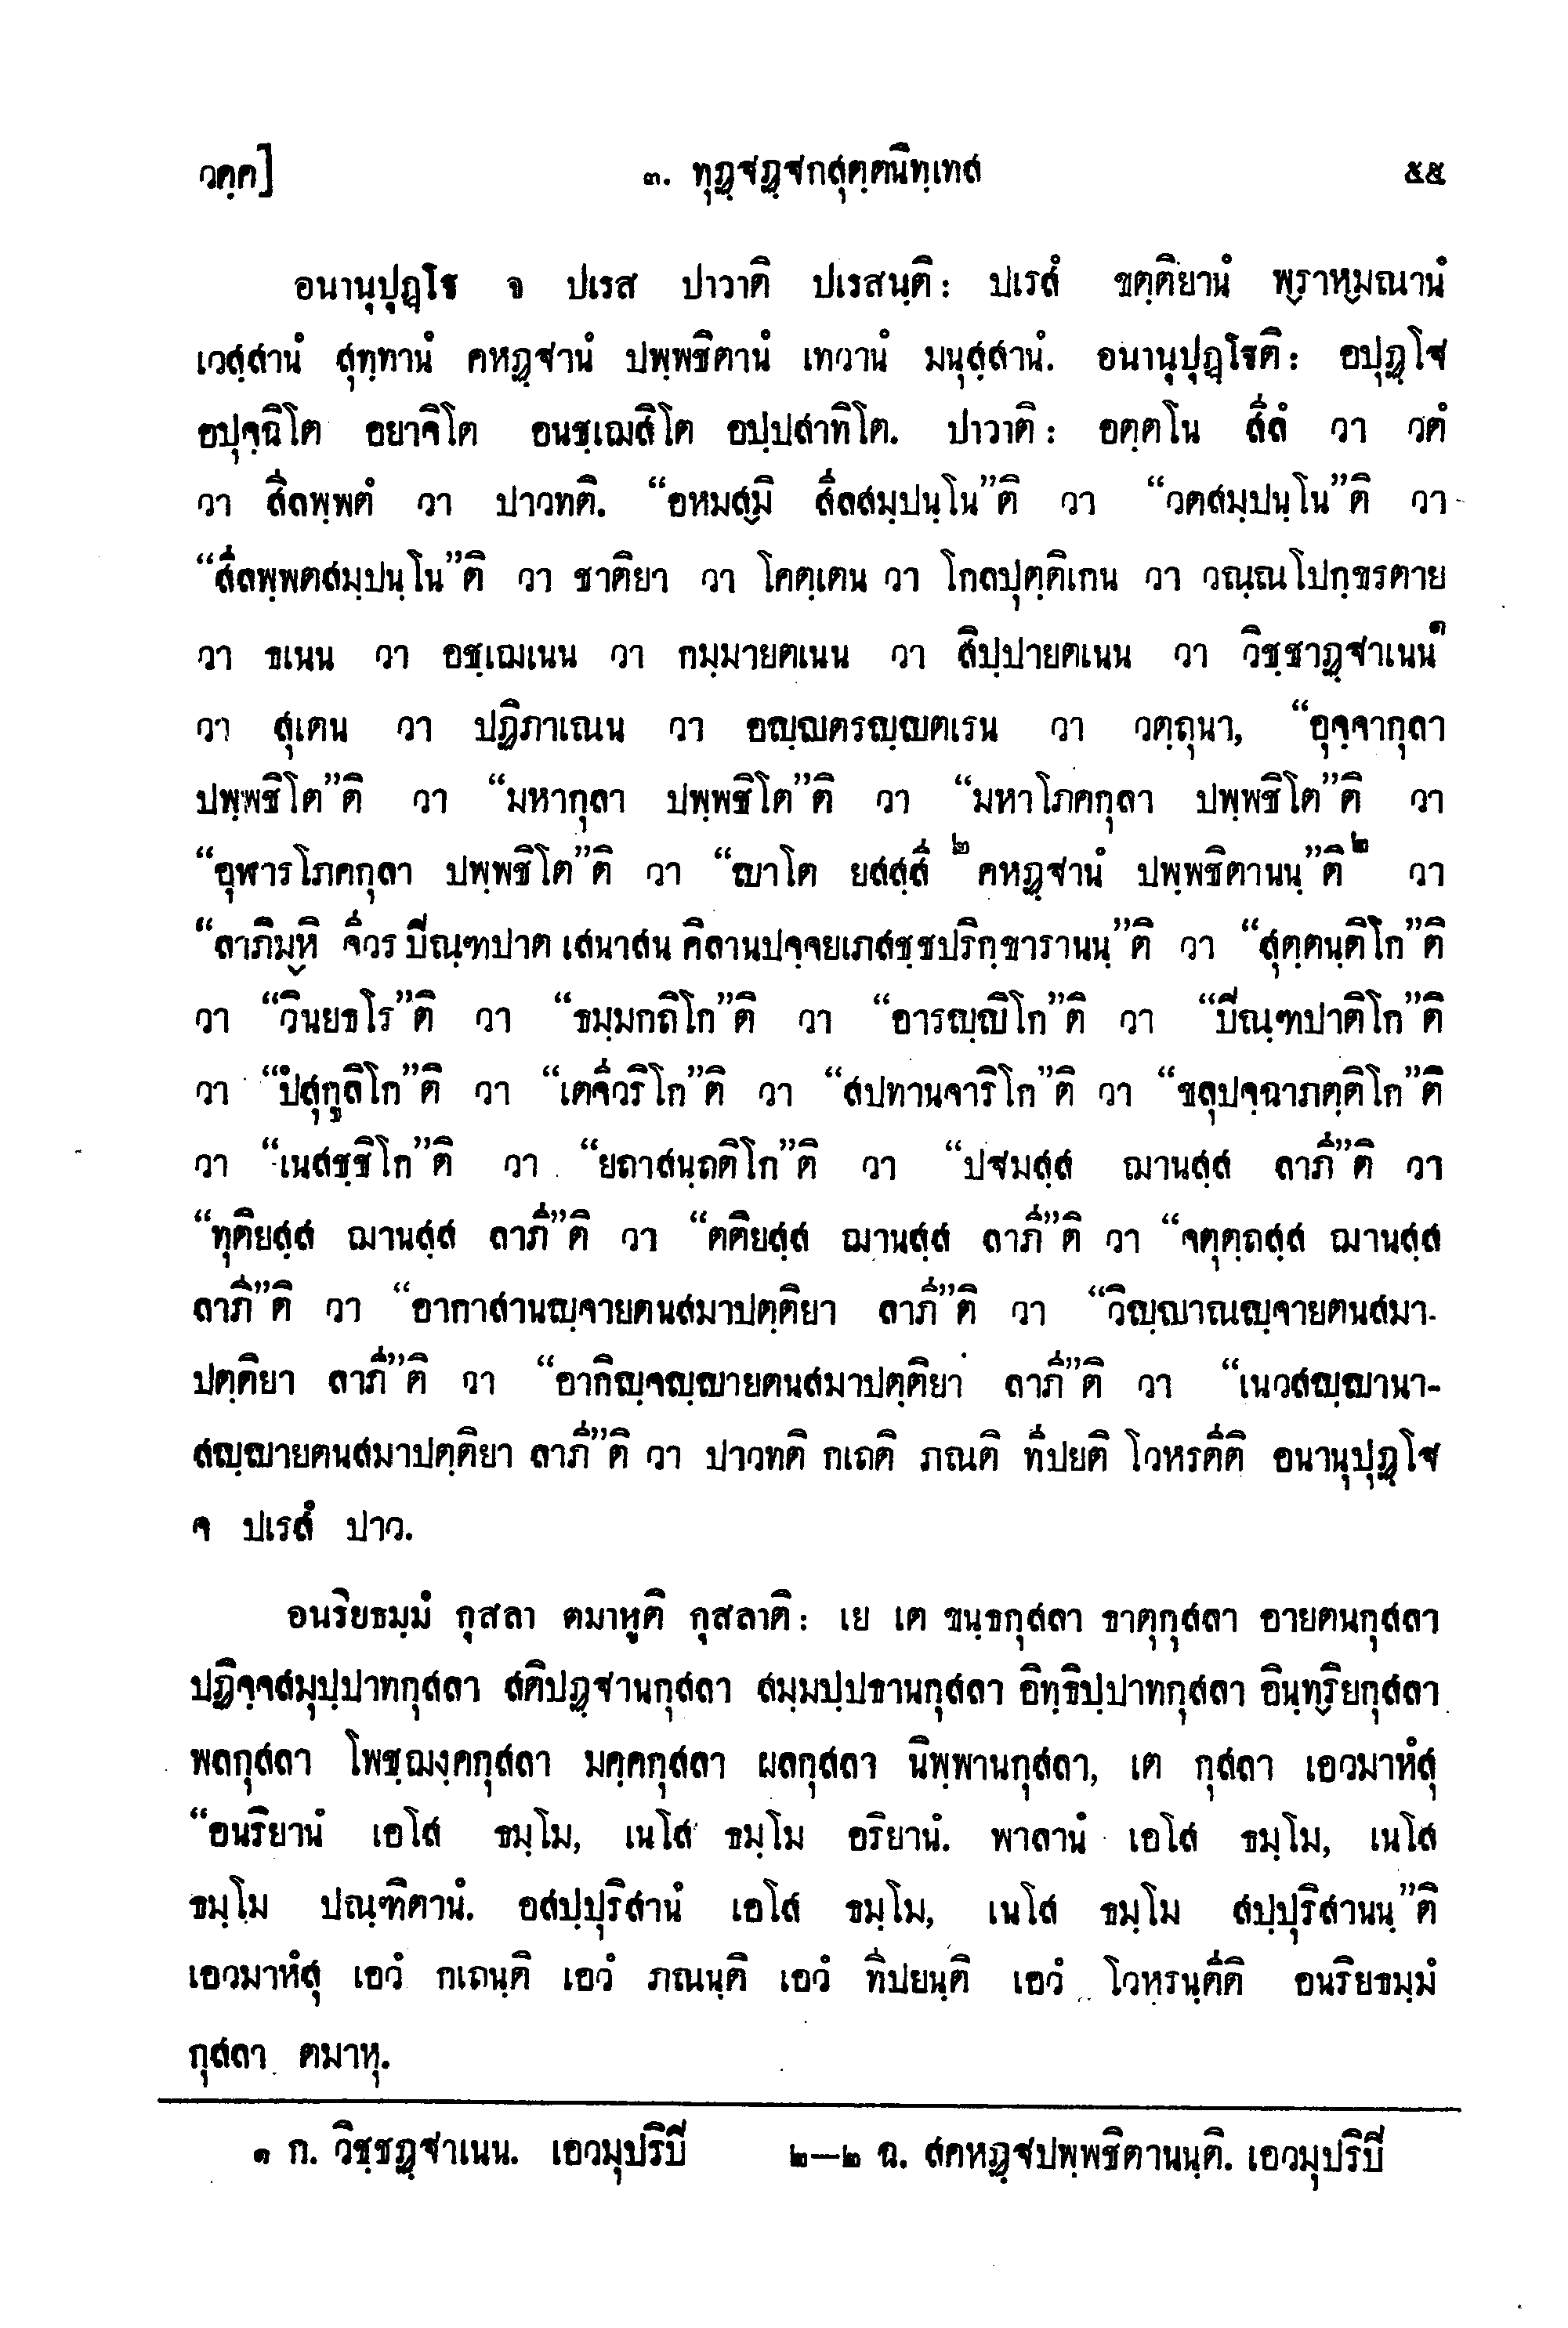 วคฺค]	๓. ทุฏฺฐฏฺฐกสุตฺตนิทฺเทส	๕๕
อนานุปุฏฺโฐ จ ปเรส ปาวาติ ปเรสนฺติ: ปเรสํ ขตฺติยานํ พฺราหฺมณานํ
เวสฺสานํ สุทฺทานํ คหฏฺฐานํ ปพฺพชิตานํ เทวานํ มนุสฺสานํ. อนานุปุฏฺโฐติ: อปุฏฺโฐ
อปุจฺฉิโต อยาจิโต อนชฺเฌสิโต อปฺปสาทิโต. ปาวาติ: อตฺตโน สีลํ วา วตํ
วา สีลพฺพตํ วา ปาวทติ. “อหมสฺมิ สีลสมฺปนฺโน”ติ วา “วตสมฺปนฺโน”ติ วา
“สีลพฺพตสมฺปนฺโน”ติ วา ชาติยา วา โคตฺเตน วา โกลปุตฺติเกน วา วณฺณโปกฺขรตาย
วา ธเนน วา อชฺเฌเนน วา กมฺมายตเนน วา สิปฺปายตเนน วา วิชฺชาฏฺฐาเนน๑
วา สุเตน วา ปฏิภาเณน วา อญฺญตรญฺญตเรน วา วตฺถุนา, “อุจฺจากุลา
ปพฺพชิโต”ติ วา “มหากุลา ปพฺพชิโต”ติ วา “มหาโภคกุลา ปพฺพชิโต”ติ วา
“อุฬารโภคกุลา ปพฺพชิโต”ติ วา “ญาโต ยสสฺสี ๒คหฏฺฐานํ ปพฺพชิตานนฺ”ติ๒ วา
“ลาภิมฺหิ จีวร ปิณฺฑปาต เสนาสน คิลานปจฺจยเภสชฺชปริกฺขารานนฺ”ติ วา “สุตฺตนฺติโก”ติ
วา “วินยธโร”ติ วา “ธมฺมกถิโก”ติ วา “อารญฺญิโก”ติ วา “ปิณฺฑปาติโก”ติ
วา “ปํสุกูลิโก”ติ วา “เตจีวริโก”ติ วา “สปทานจาริโก”ติ วา “ขลุปจฺฉาภตฺติโก”ติ
วา “เนสชฺชิโก”ติ วา “ยถาสนฺถติโก”ติ วา “ปฐมสฺส ฌานสฺส ลาภี”ติ วา
“ทุติยสฺส ฌานสฺส ลาภี”ติ วา “ตติยสฺส ฌานสฺส ลาภี”ติ วา “จตุตฺถสฺส ฌานสฺส
ลาภี”ติ วา “อากาสานญฺจายตนสมาปตฺติยา ลาภี”ติ วา “วิญฺญาณญฺจายตนสมา-
ปตฺติยา ลาภี”ติ วา “อากิญฺจญฺญายตนสมาปตฺติยา ลาภี”ติ วา “เนวสญฺญานา-
สญฺญายตนสมาปตฺติยา ลาภี”ติ วา ปาวทติ กเถติ ภณติ ทีปยติ โวหรตีติ อนานุปุฏฺโฐ
จ ปเรสํ ปาว.
อนริยธมฺมํ กุสลา ตมาหูติ กุสลาติ: เย เต ขนฺธกุสลา ธาตุกุสลา อายตนกุสลา
ปฏิจฺจสมุปฺปาทกุสลา สติปฏฺฐานกุสลา สมฺมปฺปธานกุสลา อิทฺธิปฺปาทกุสลา อินฺทฺริยกุสลา
พลกุสลา โพชฺฌงฺคกุสลา มคฺคกุสลา ผลกุสลา นิพฺพานกุสลา, เต กุสลา เอวมาหํสุ
“อนริยานํ เอโส ธมฺโม, เนโส ธมฺโม อริยานํ. พาลานํ เอโส ธมฺโม, เนโส
ธมฺโม ปณฺฑิตานํ. อสปฺปุริสานํ เอโส ธมฺโม, เนโส ธมฺโม สปฺปุริสานนฺ”ติ
เอวมาหํสุ เอวํ กเถนฺติ เอวํ ภณนฺติ เอวํ ทีปยนฺติ เอวํ โวหรนฺตีติ อนริยธมฺมํ
กุสลา ตมาหุ.
๑ ก. วิชฺชฏฺฐาเนน. เอวมุปริปิ	๒—๒ ฉ. สคหฏฺฐปพฺพชิตานนฺติ. เอวมุปริปิ